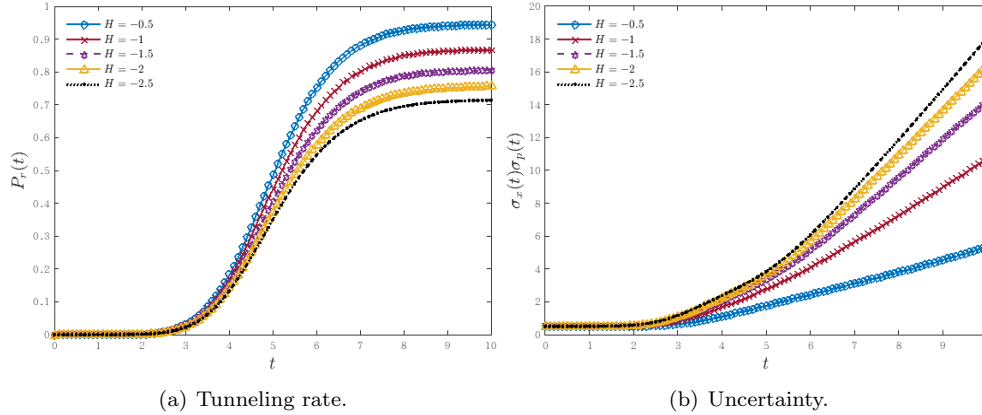 H = −0.5
H = −1
H = −1.5
H = −2
H = −2.5
1
0.9
0.8
0.7
0.6
0.5
0.4
0.3
0.2
0.1
0
P_r(t)
0 1 2 3 4 5 6 7 8 9 10
t
(a) Tunneling rate.
H = −0.5
H = −1
H = −1.5
H = −2
H = −2.5
20
18
16
14
12
10
8
6
4
2
0
σ_x(t)σ_p(t)
0 1 2 3 4 5 6 7 8 9
t
(b) Uncertainty.